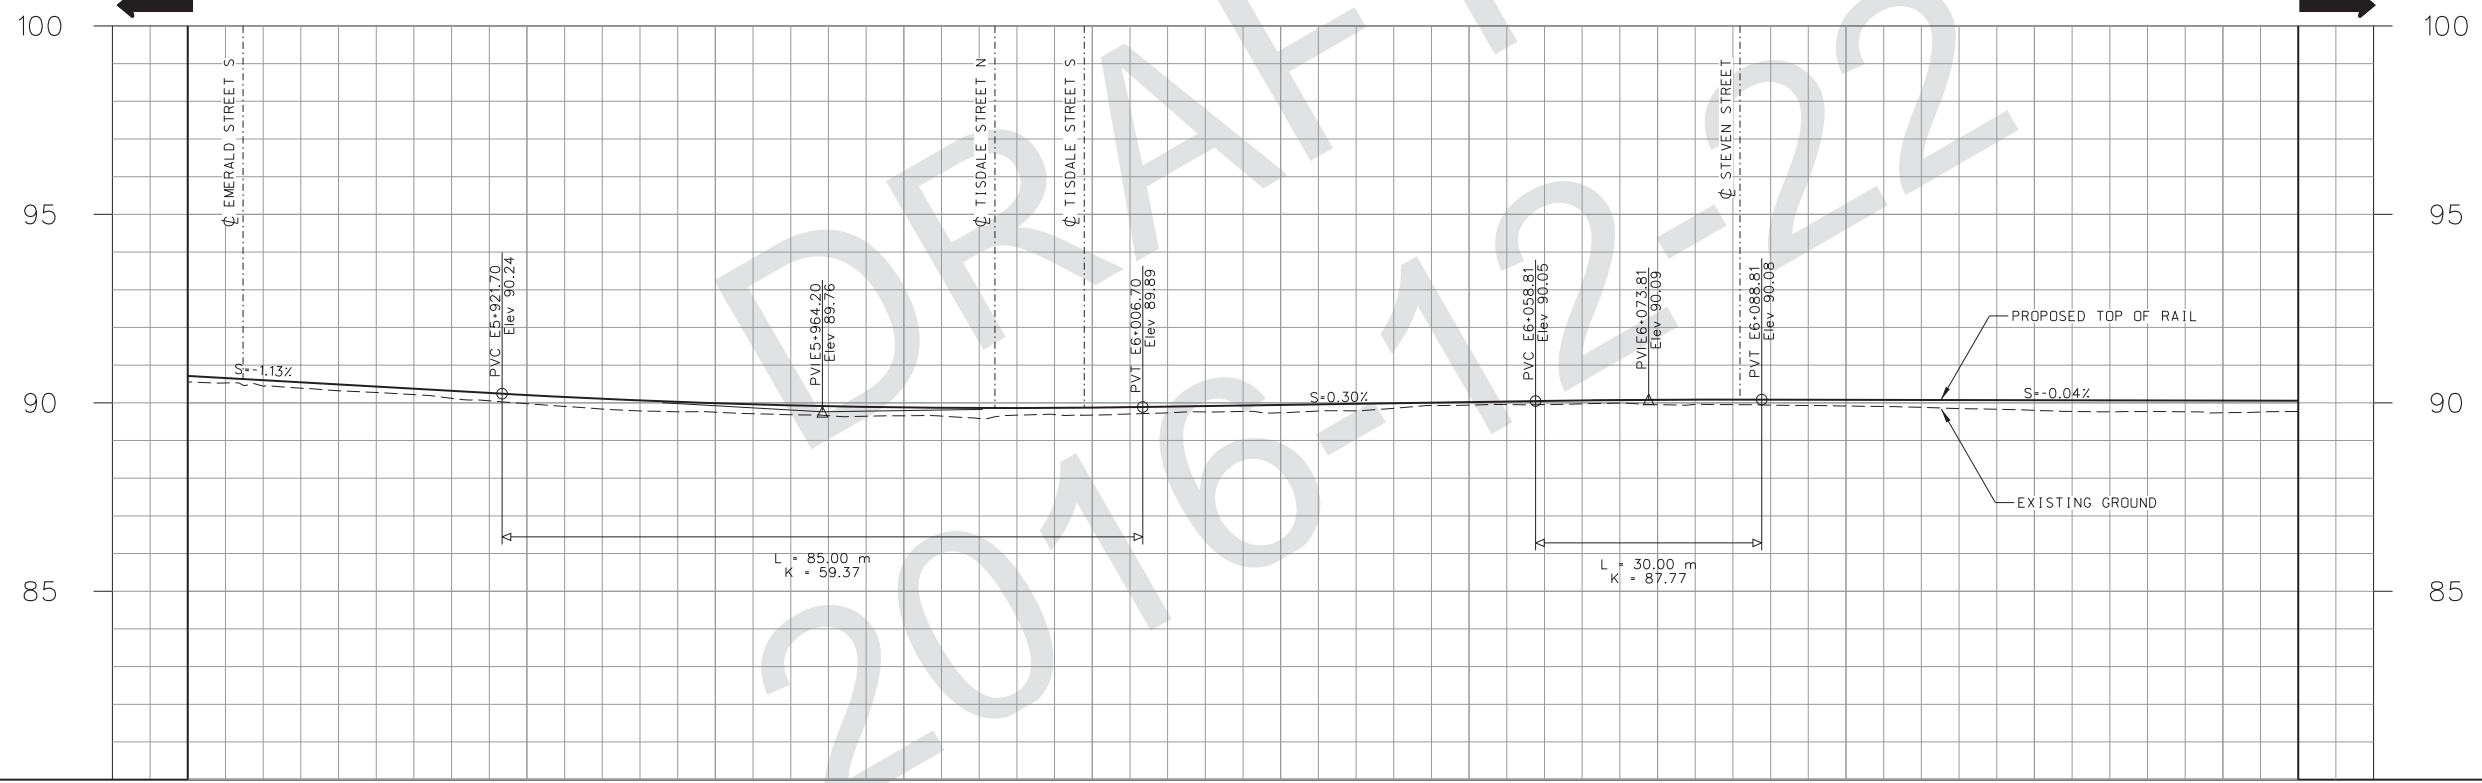 100
100
95
95
90
90
85
85
℄ EMERALD STREET S
℄ TISDALE STREET N
℄ TISDALE STREET S
℄ STEVEN STREET
S=-1.13%
PVC E5+921.70
Elev 90.24
PVI E5+964.20
Elev 89.76
PVT E6+006.70
Elev 89.89
S=0.30%
PVC E6+058.81
Elev 90.05
PVI E6+073.81
Elev 90.09
PVT E6+088.81
Elev 90.08
PROPOSED TOP OF RAIL
S=-0.04%
EXISTING GROUND
L = 85.00 m
K = 59.37
L = 30.00 m
K = 87.77
DRAFT
2016-12-22